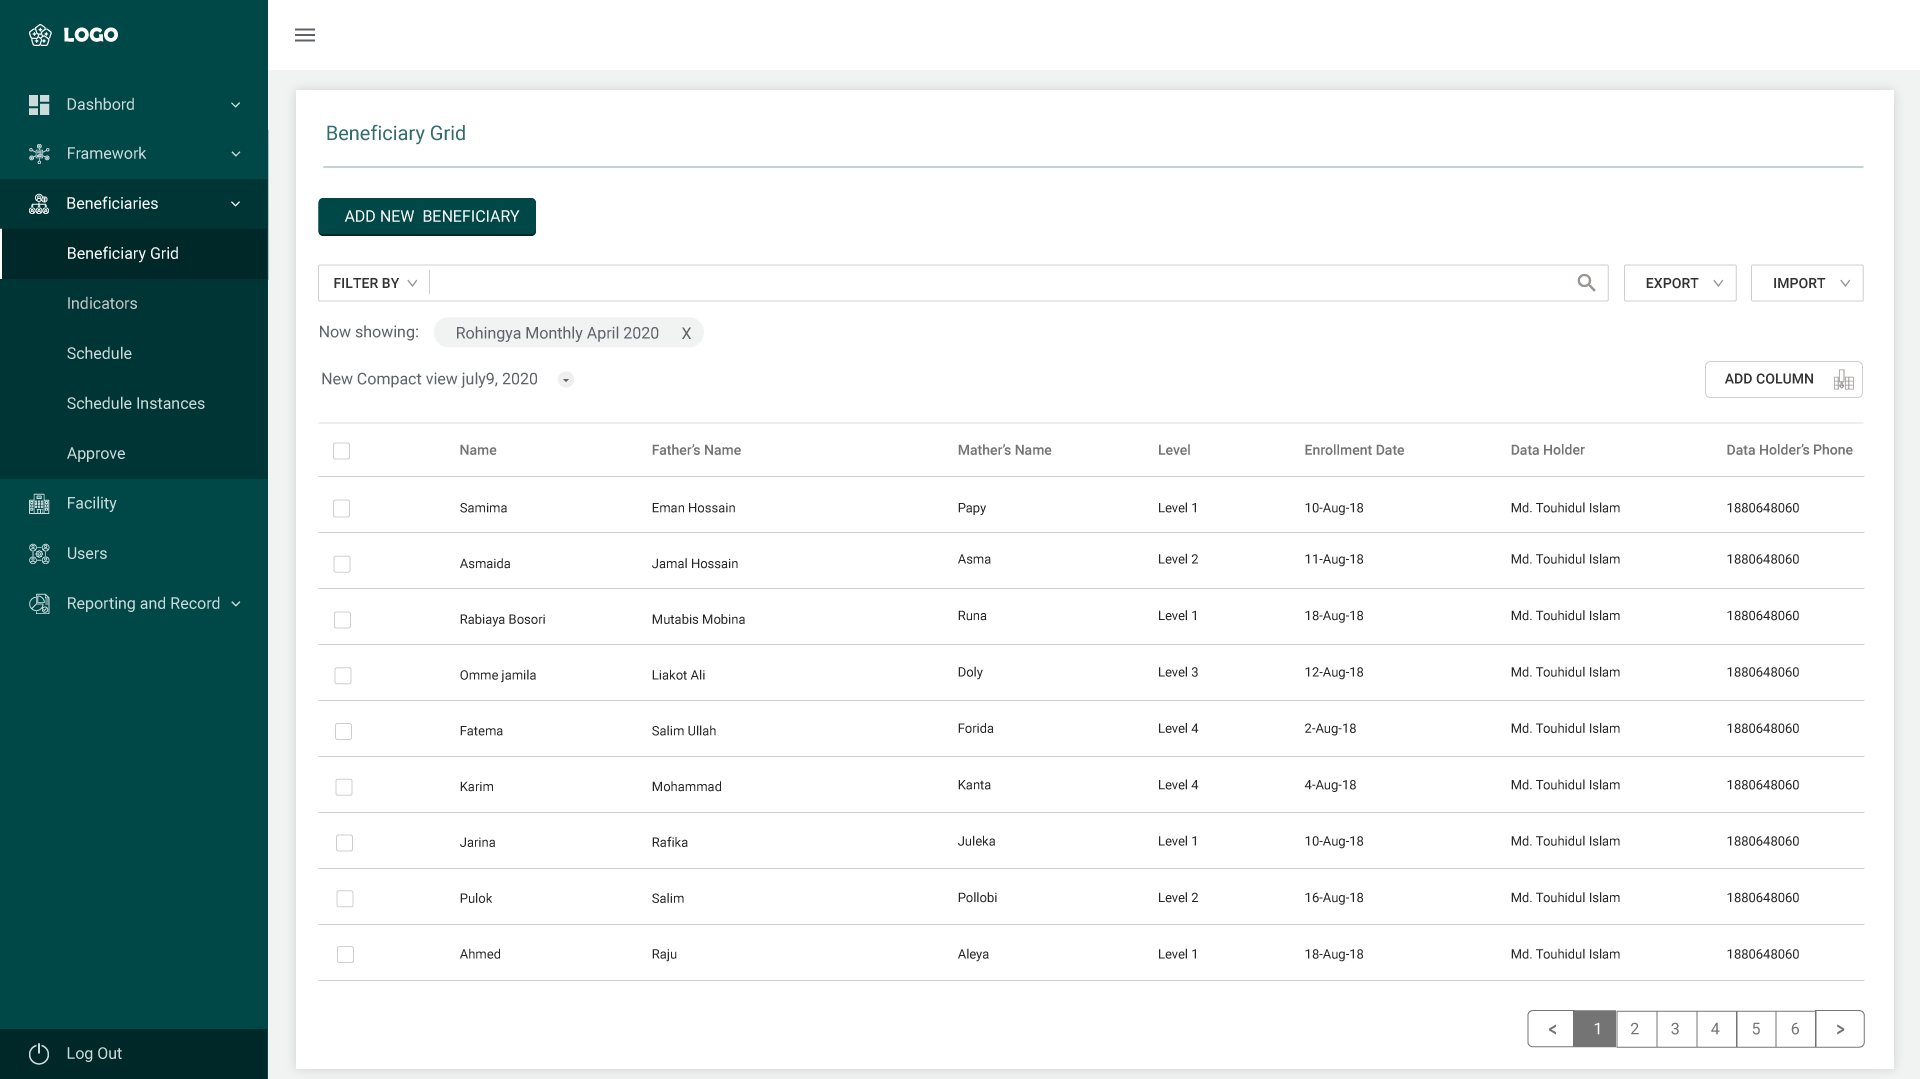 LOGO
Dashbord
Framework
Beneficiaries
Beneficiary Grid
Indicators
Schedule
Schedule Instances
Approve
Facility
Users
Reporting and Record
Log Out
Beneficiary Grid
ADD NEW BENEFICIARY
FILTER BY
EXPORT
IMPORT
Now showing: Rohingya Monthly April 2020 X
New Compact view july9, 2020
ADD COLUMN
Name Father's Name Mather's Name Level Enrollment Date Data Holder Data Holder's Phone
Samima Eman Hossain Papy Level 1 10-Aug-18 Md. Touhidul Islam 1880648060
Asmaida Jamal Hossain Asma Level 2 11-Aug-18 Md. Touhidul Islam 1880648060
Rabiaya Bosori Mutabis Mobina Runa Level 1 18-Aug-18 Md. Touhidul Islam 1880648060
Omme jamila Liakot Ali Doly Level 3 12-Aug-18 Md. Touhidul Islam 1880648060
Fatema Salim Ullah Forida Level 4 2-Aug-18 Md. Touhidul Islam 1880648060
Karim Mohammad Kanta Level 4 4-Aug-18 Md. Touhidul Islam 1880648060
Jarina Rafika Juleka Level 1 10-Aug-18 Md. Touhidul Islam 1880648060
Pulok Salim Pollobi Level 2 16-Aug-18 Md. Touhidul Islam 1880648060
Ahmed Raju Aleya Level 1 18-Aug-18 Md. Touhidul Islam 1880648060
< 1 2 3 4 5 6 >